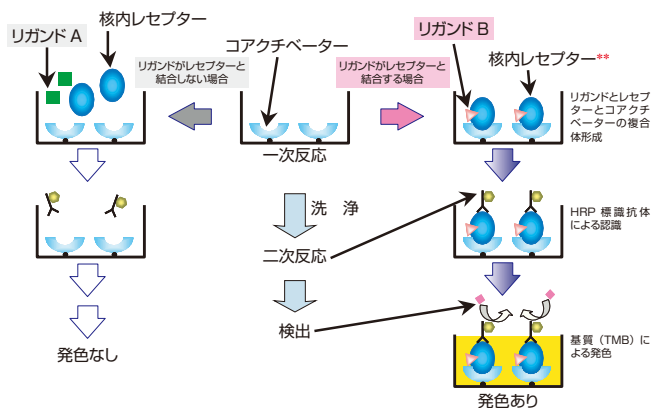 リガンド A
核内レセプター
コアクチベーター
リガンドがレセプターと
結合しない場合
リガンドがレセプターと
結合する場合
リガンド B
核内レセプター**
リガンドとレセプ
ターとコアクチ
ベーターの複合
体形成
一次反応
洗　浄
二次反応
HRP 標識抗体
による認識
検出
基質（TMB）に
よる発色
発色なし
発色あり